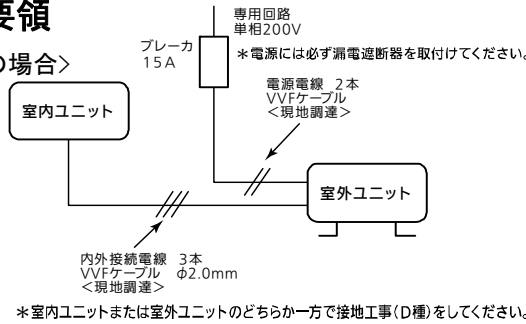 要領
の場合>
専用回路
単相200V
ブレーカ
15A
＊電源には必ず漏電遮断器を取付けてください。
電源電線 2本
VVFケーブル
<現地調達>
室内ユニット
室外ユニット
内外接続電線 3本
VVFケーブル φ2.0mm
<現地調達>
＊室内ユニットまたは室外ユニットのどちらか一方で接地工事(D種)をしてください。